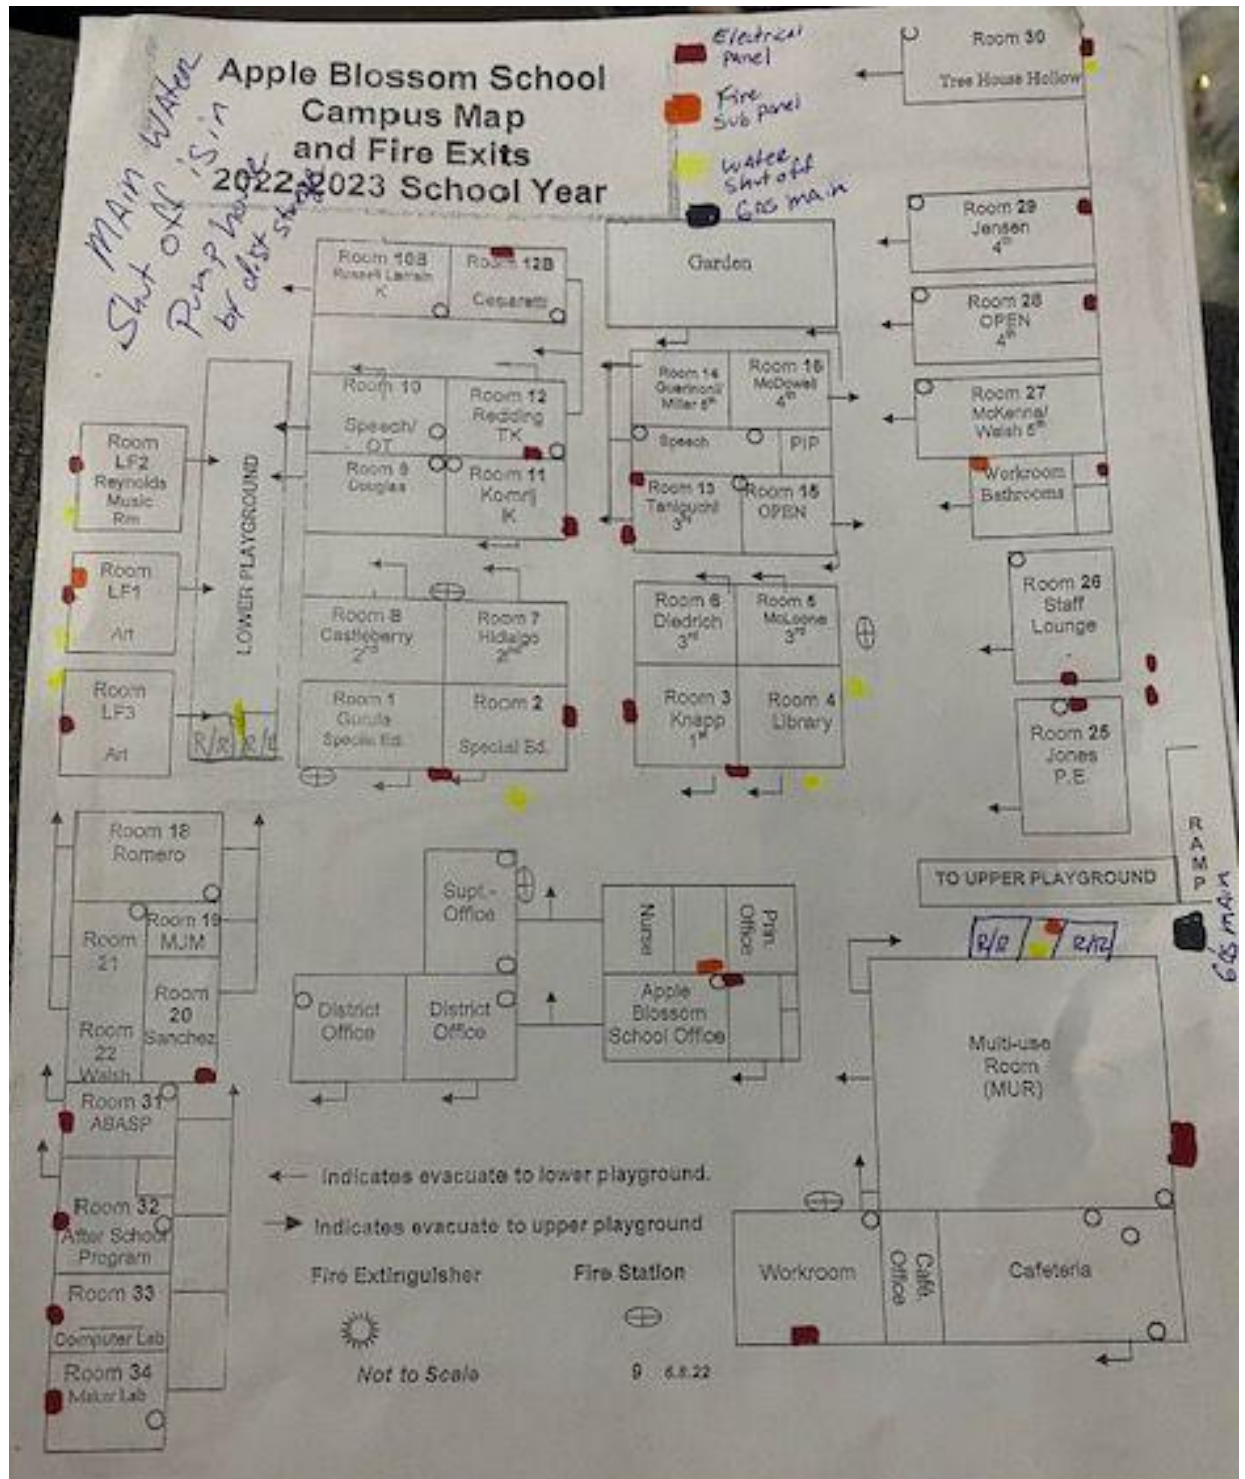 Apple Blossom School
Campus Map
and Fire Exits
2022-2023 School Year
MAIN WATER
Shut off is in
Pump house
by dist
Electrical
Panel
Fire
Sub Panel
WATER
Shut off
GAS MAIN
Room 30
Tree House Hollow
Room 29
Jensen
4th
Room 28
OPEN
4th
Room 27
McKenna/
Walsh 5th
Workroom
Bathrooms
Room 26
Staff
Lounge
Room 25
Jones
P.E
RAMP
TO UPPER PLAYGROUND
GAS MAIN
R/R
R/R
Garden
Room 10B
Russell Larrain
K
Room 12B
Cesaretti
Room 10
Speech/
OT
Room 12
Redding
TK
Room 9
Douglas
Room 11
K
Room 14
Guerinoni/
Miller 5th
Room 16
McDowell
4th
Speech
PIP
Room 13
Taniguchi
3rd
Room 15
OPEN
Room LF2
Reynolds
Music
Rm
Room
LF1
Art
Room
LF3
Art
LOWER PLAYGROUND
R/R
R/R
Room 8
Castleberry
2nd
Room 7
Hidalgo
2nd
Room 1
Special Ed.
Room 2
Special Ed.
Room 6
Diedrich
3rd
Room 5
3rd
Room 3
Knapp
1st
Room 4
Library
Room 18
Romero
Room
21
Room 19
MJM
Room
20
Sanchez
Room
22
Walsh
Room 31
ABASP
Room 32
After School
Program
Room 33
Computer Lab
Room 34
Maker Lab
Supt.-
Office
District
Office
District
Office
Nurse
Prin.
Office
Apple
Blossom
School Office
Multi-use
Room
(MUR)
Workroom
Café.
Office
Cafeteria
Indicates evacuate to lower playground.
Indicates evacuate to upper playground
Fire Extinguisher
Fire Station
Not to Scale
9 6.8.22